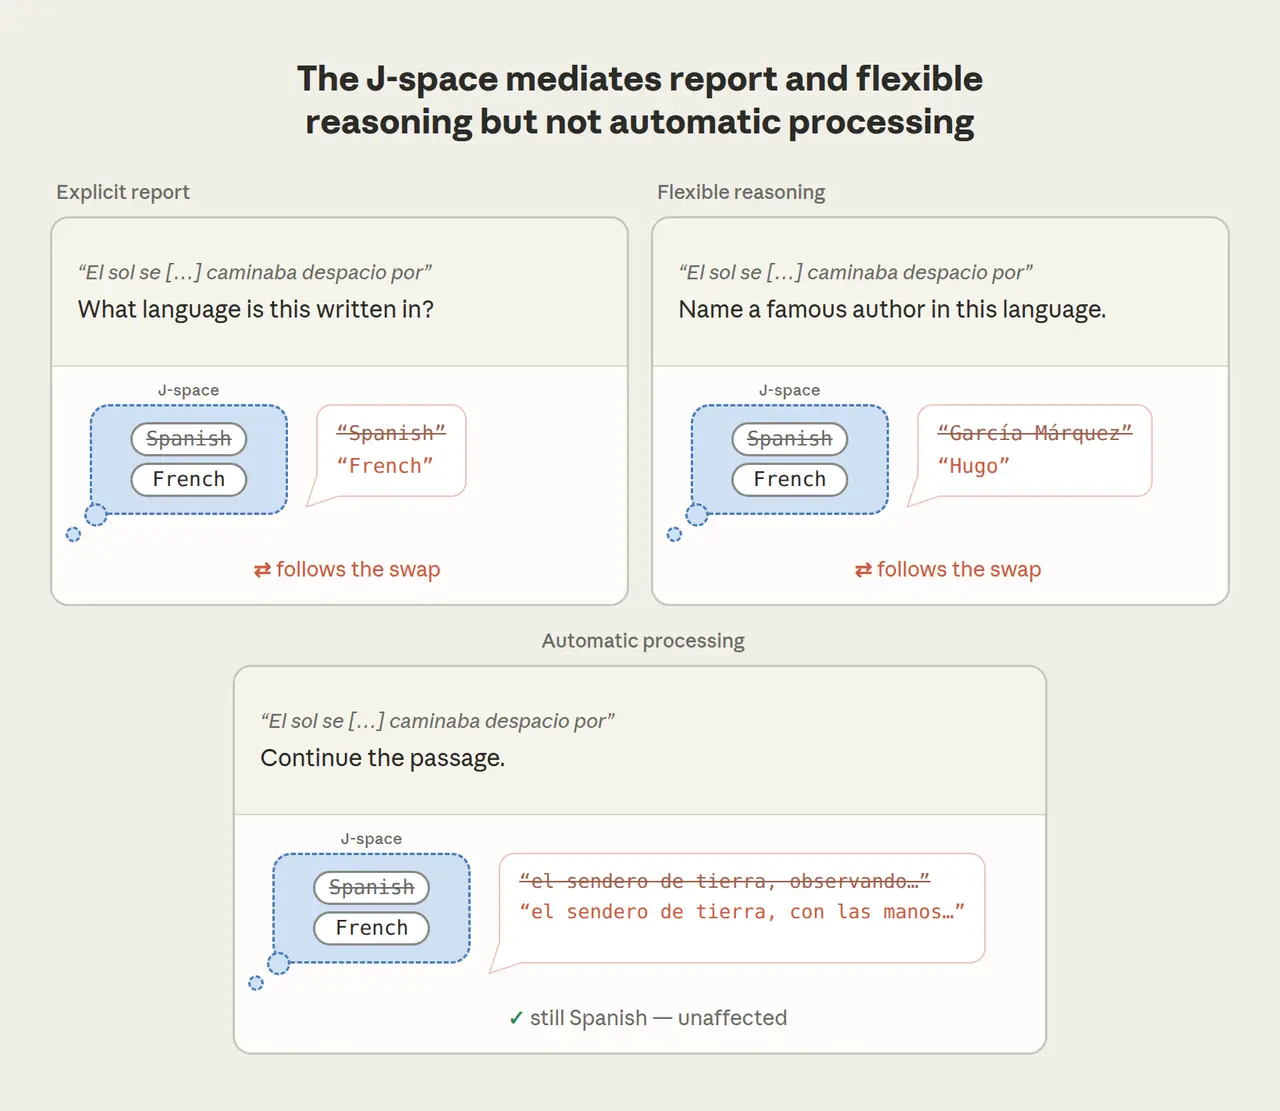 The J-space mediates report and flexible
reasoning but not automatic processing
Explicit report
“El sol se […] caminaba despacio por”
What language is this written in?
J-space
Spanish
French
“Spanish”
“French”
⇄ follows the swap
Flexible reasoning
“El sol se […] caminaba despacio por”
Name a famous author in this language.
J-space
Spanish
French
“García Márquez”
“Hugo”
⇄ follows the swap
Automatic processing
“El sol se […] caminaba despacio por”
Continue the passage.
J-space
Spanish
French
“el sendero de tierra, observando…”
“el sendero de tierra, con las manos…”
✓ still Spanish — unaffected